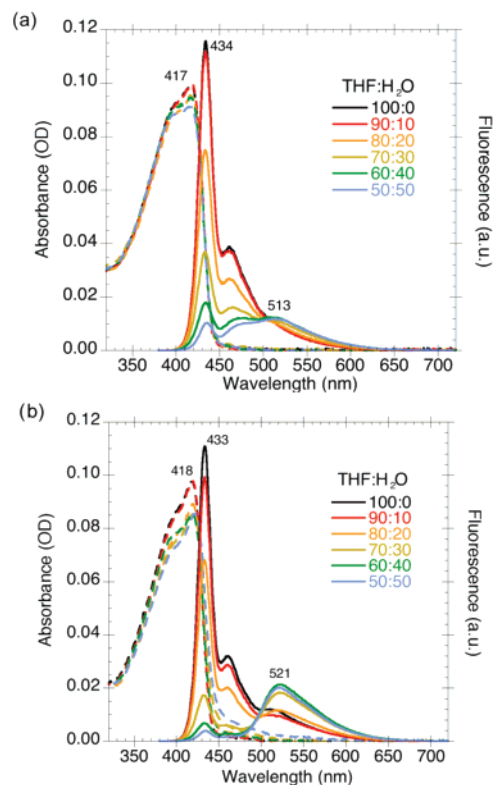 (a)
0.12
0.10
0.08
0.06
0.04
0.02
0.00
Absorbance (OD)
417
434
513
THF:H₂O
100:0
90:10
80:20
70:30
60:40
50:50
Fluorescence (a.u.)
350 400 450 500 550 600 650 700
Wavelength (nm)
(b)
0.12
0.10
0.08
0.06
0.04
0.02
0.00
Absorbance (OD)
418
433
521
THF:H₂O
100:0
90:10
80:20
70:30
60:40
50:50
Fluorescence (a.u.)
350 400 450 500 550 600 650 700
Wavelength (nm)